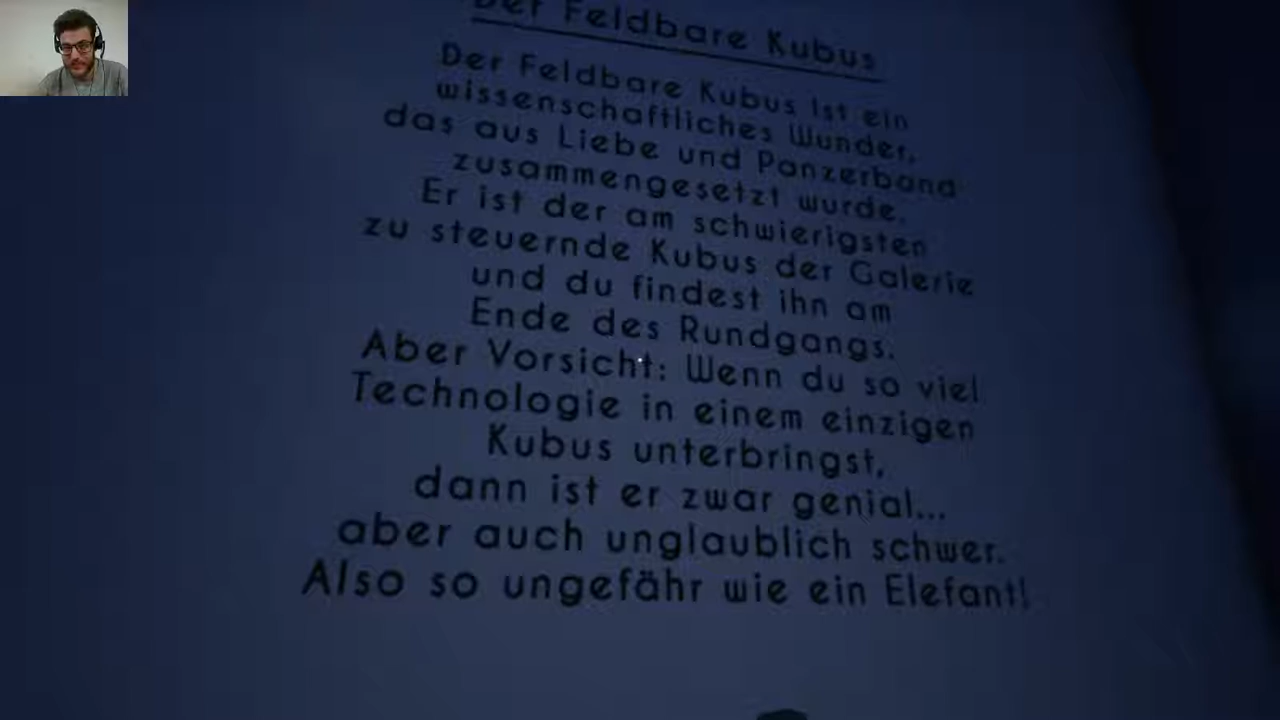 Der Feldbare Kubus
Der Feldbare Kubus ist ein
wissenschaftliches Wunder,
das aus Liebe und Panzerband
zusammengesetzt wurde.
Er ist der am schwierigsten
zu steuernde Kubus der Galerie
und du findest ihn am
Ende des Rundgangs.
Aber Vorsicht: Wenn du so viel
Technologie in einem einzigen
Kubus unterbringst,
dann ist er zwar genial...
aber auch unglaublich schwer.
Also so ungefähr wie ein Elefant!